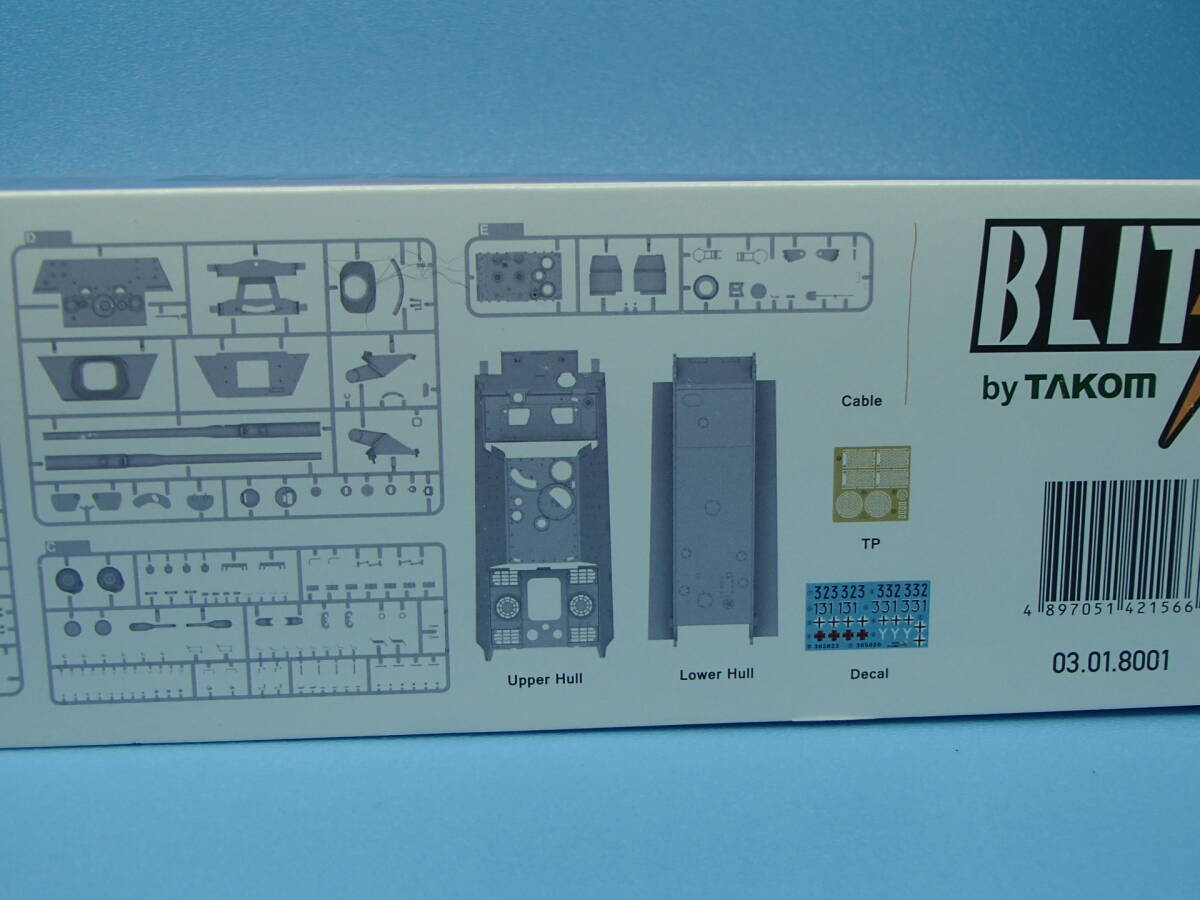 D
E
C
Upper Hull
Lower Hull
Cable
TP
323 323 332 332
131 131 331 331
YYY
Decal
BLIT
by TAKOM
4 897051 421566
03.01.8001